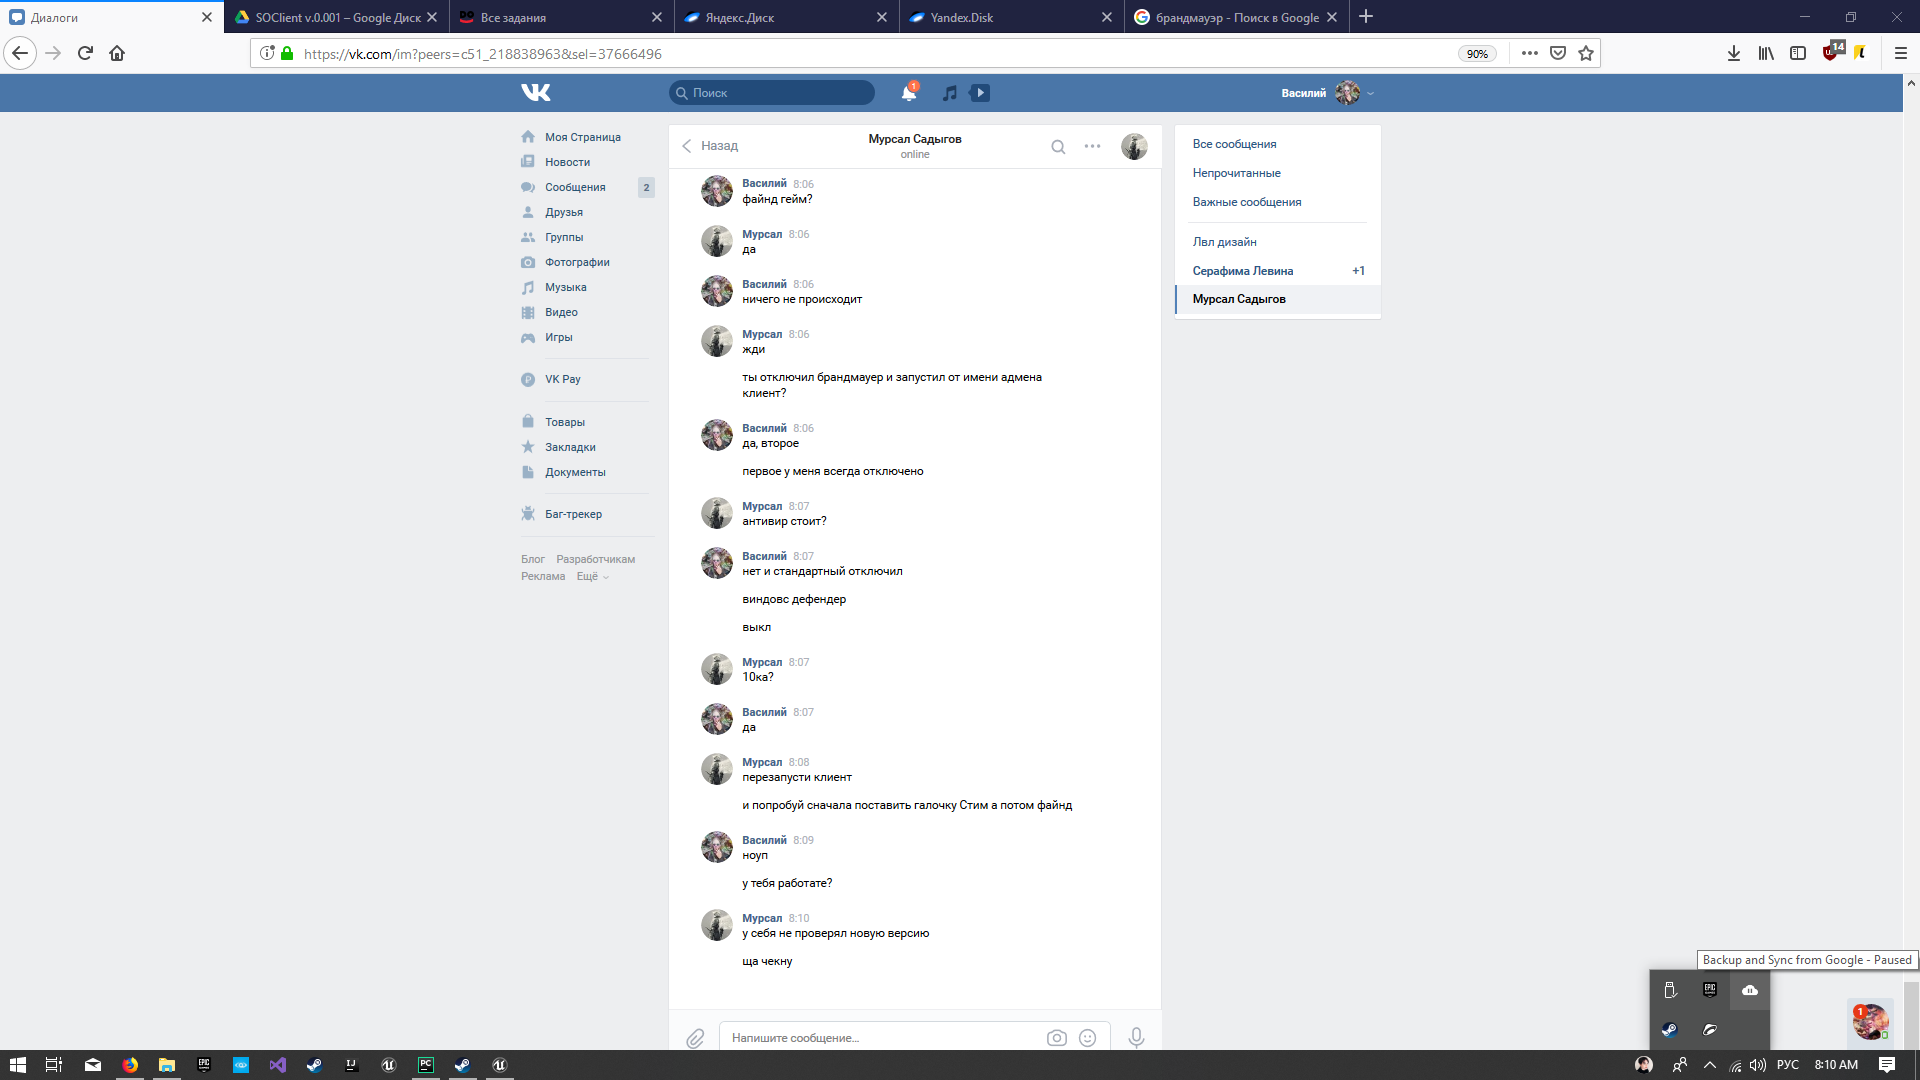 Диалоги
SOClient v.0.001 – Google Диск
Все задания
Яндекс.Диск
Yandex.Disk
брандмауэр - Поиск в Google
https://vk.com/im?peers=c51_218838963&sel=37666496
90%
14
Поиск
1
Василий
Моя Страница
Новости
Сообщения 2
Друзья
Группы
Фотографии
Музыка
Видео
Игры
VK Pay
Товары
Закладки
Документы
Баг-трекер
Блог Разработчикам
Реклама Ещё
Назад
Мурсал Садыгов
online
Василий 8:06
файнд гейм?
Мурсал 8:06
да
Василий 8:06
ничего не происходит
Мурсал 8:06
жди
ты отключил брандмауер и запустил от имени адмена
клиент?
Василий 8:06
да, второе
первое у меня всегда отключено
Мурсал 8:07
антивир стоит?
Василий 8:07
нет и стандартный отключил
виндовс дефендер
выкл
Мурсал 8:07
10ка?
Василий 8:07
да
Мурсал 8:08
перезапусти клиент
и попробуй сначала поставить галочку Стим а потом файнд
Василий 8:09
ноуп
у тебя работате?
Мурсал 8:10
у себя не проверял новую версию
ща чекну
Напишите сообщение...
Все сообщения
Непрочитанные
Важные сообщения
Лвл дизайн
Серафима Левина +1
Мурсал Садыгов
Backup and Sync from Google - Paused
EPIC
1
EPIC
IJ
PC
РУС
8:10 AM